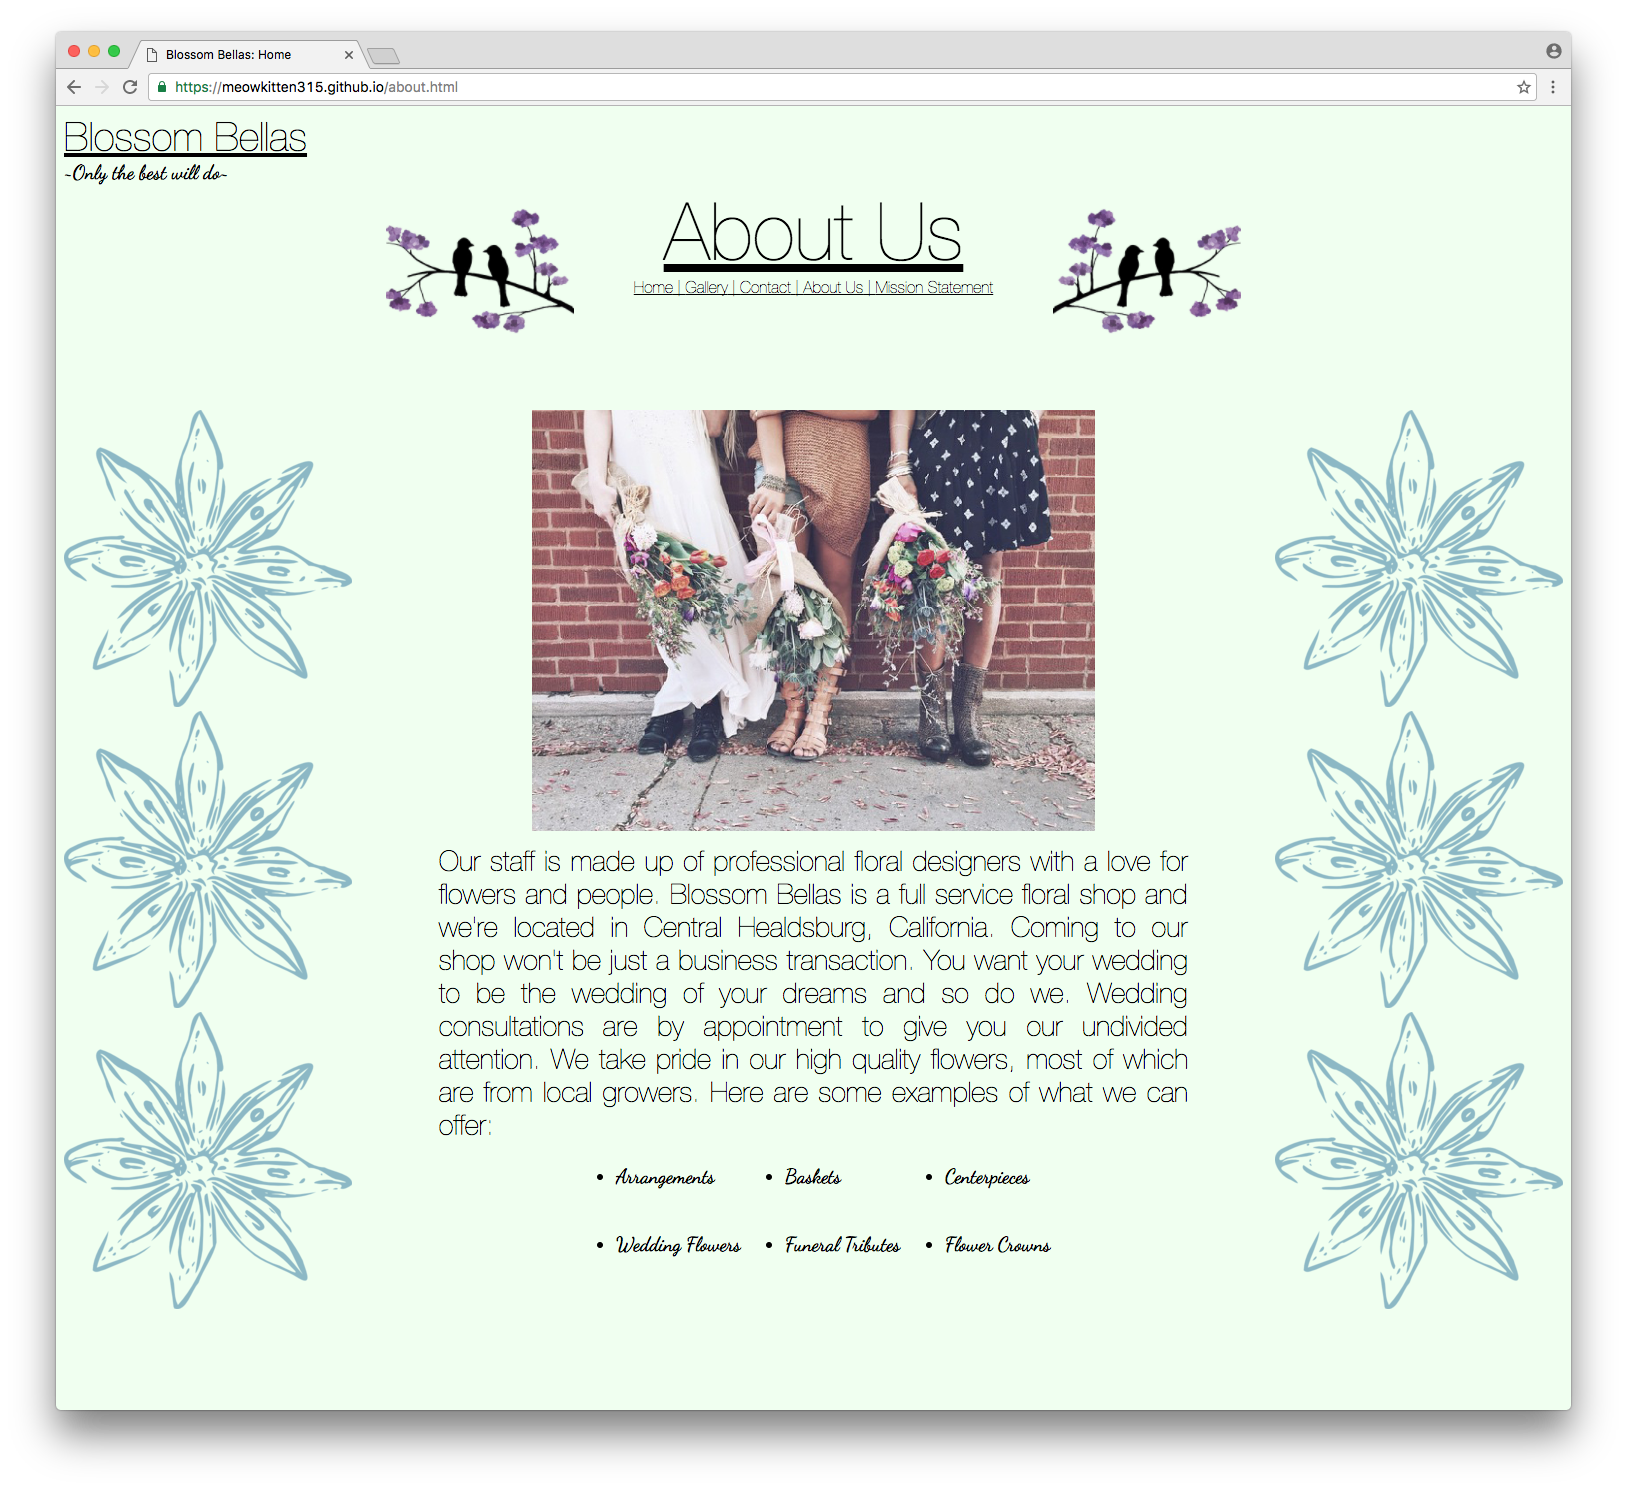 Blossom Bellas: Home
https://meowkitten315.github.io/about.html
Blossom Bellas
~Only the best will do~
About Us
Home | Gallery | Contact | About Us | Mission Statement
Our staff is made up of professional floral designers with a love for
flowers and people. Blossom Bellas is a full service floral shop and
we're located in Central Healdsburg, California. Coming to our
shop won't be just a business transaction. You want your wedding
to be the wedding of your dreams and so do we. Wedding
consultations are by appointment to give you our undivided
attention. We take pride in our high quality flowers, most of which
are from local growers. Here are some examples of what we can
offer:
• Arrangements • Baskets • Centerpieces
• Wedding Flowers • Funeral Tributes • Flower Crowns